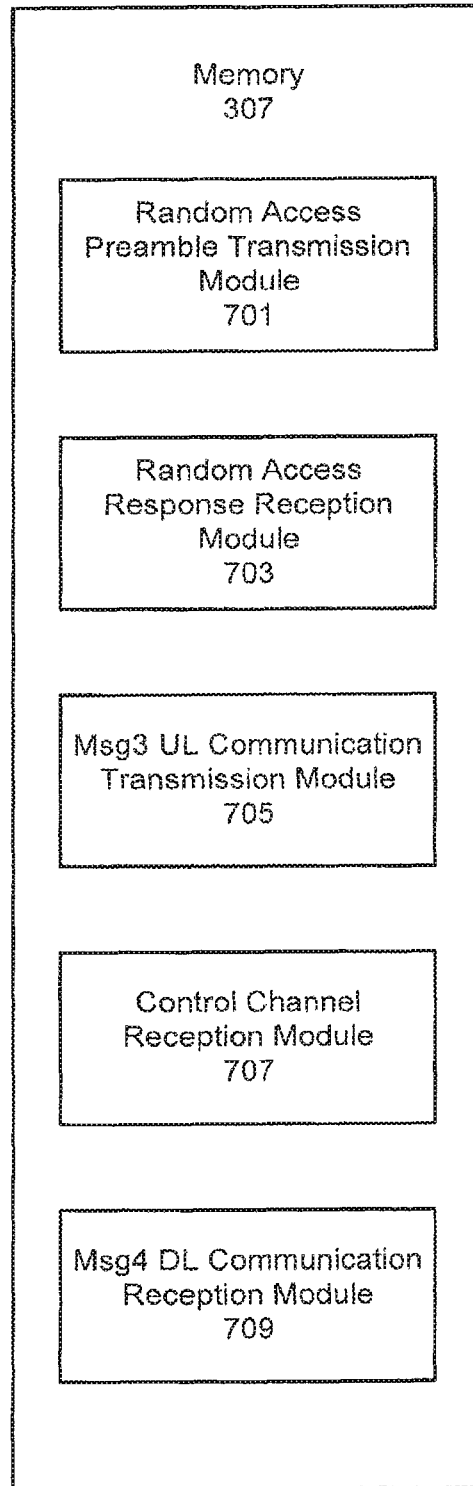 Memory
307
Random Access
Preamble Transmission
Module
701
Random Access
Response Reception
Module
703
Msg3 UL Communication
Transmission Module
705
Control Channel
Reception Module
707
Msg4 DL Communication
Reception Module
709